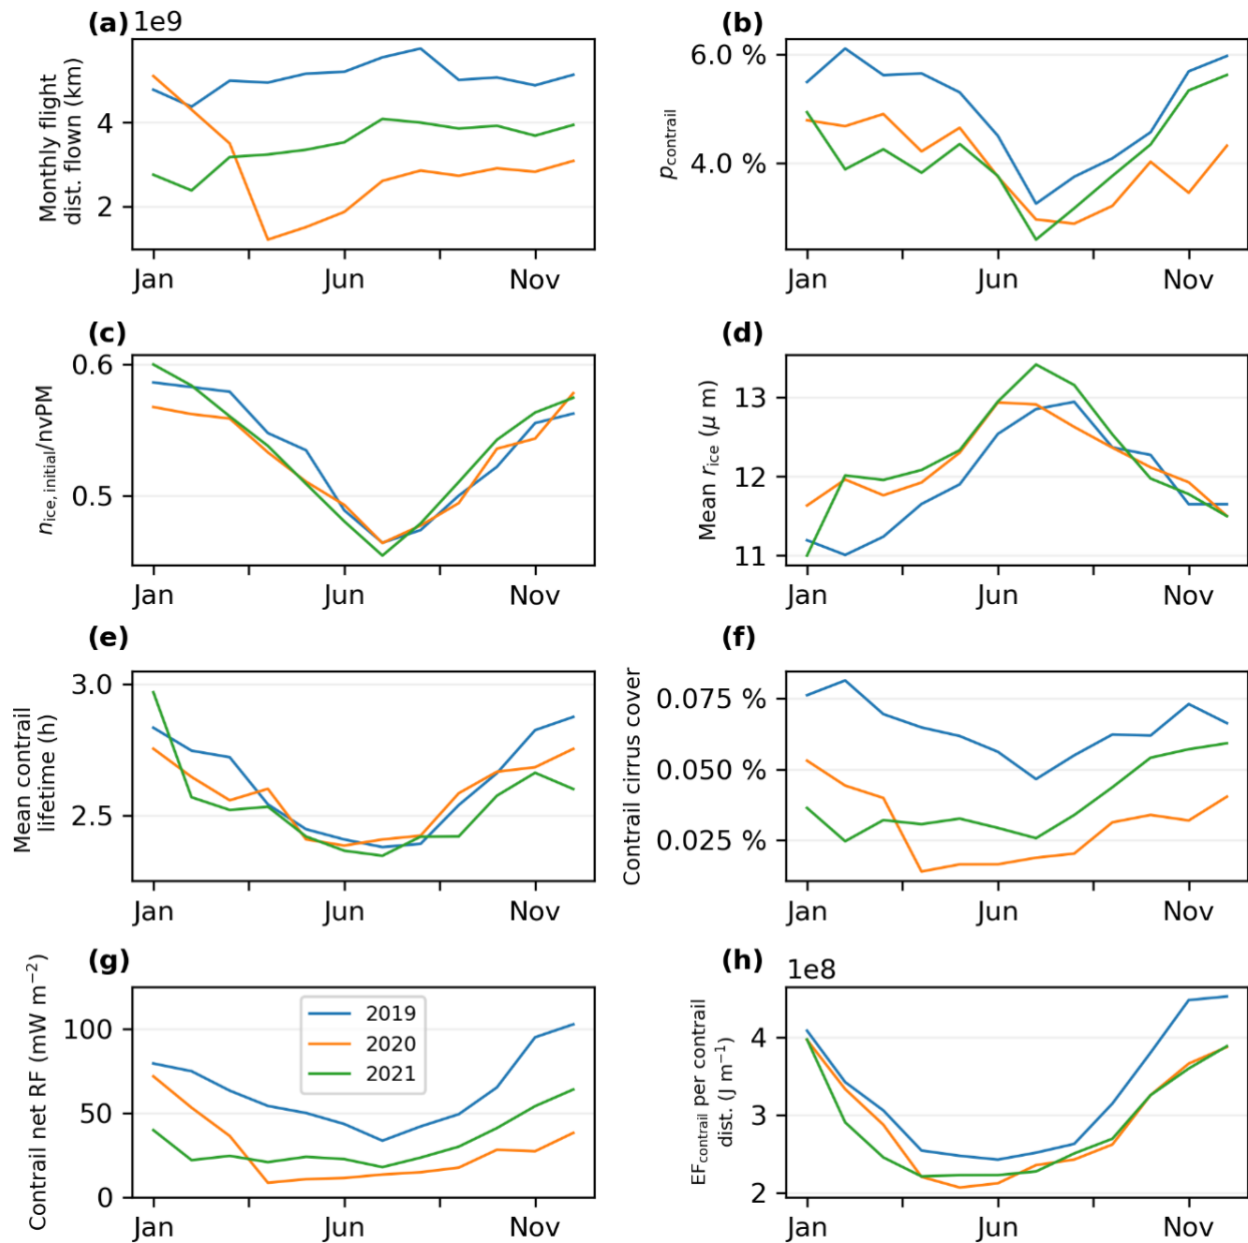 (a) 1e9
Monthly flight
dist. flown (km)
4
2
Jan Jun Nov
(b)
p_contrail
6.0 %
4.0 %
Jan Jun Nov
(c)
n_ice, initial/nvPM
0.6
0.5
Jan Jun Nov
(d)
Mean r_ice (μ m)
13
12
11
Jan Jun Nov
(e)
Mean contrail
lifetime (h)
3.0
2.5
Jan Jun Nov
(f)
Contrail cirrus cover
0.075 %
0.050 %
0.025 %
Jan Jun Nov
(g)
Contrail net RF (mW m⁻²)
100
50
0
2019
2020
2021
Jan Jun Nov
(h)
1e8
EF_contrail per contrail
dist. (J m⁻¹)
4
3
2
Jan Jun Nov